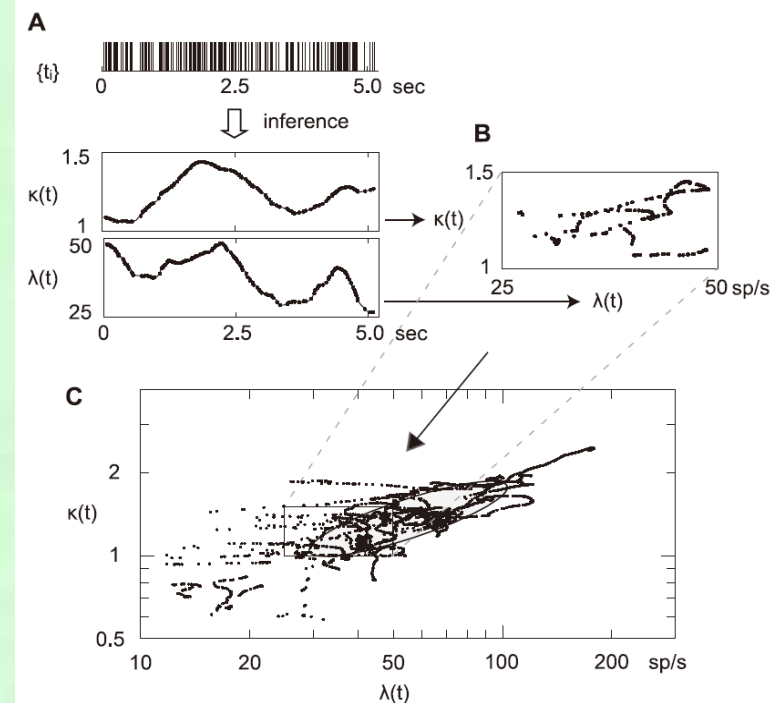 A
{ti}
0 2.5 5.0 sec
inference
1.5
κ(t)
1
50
λ(t)
25
0 2.5 5.0 sec
B
1.5
κ(t)
1
25 50 sp/s
λ(t)
C
2
κ(t)
1
0.5
10 20 50 100 200 sp/s
λ(t)